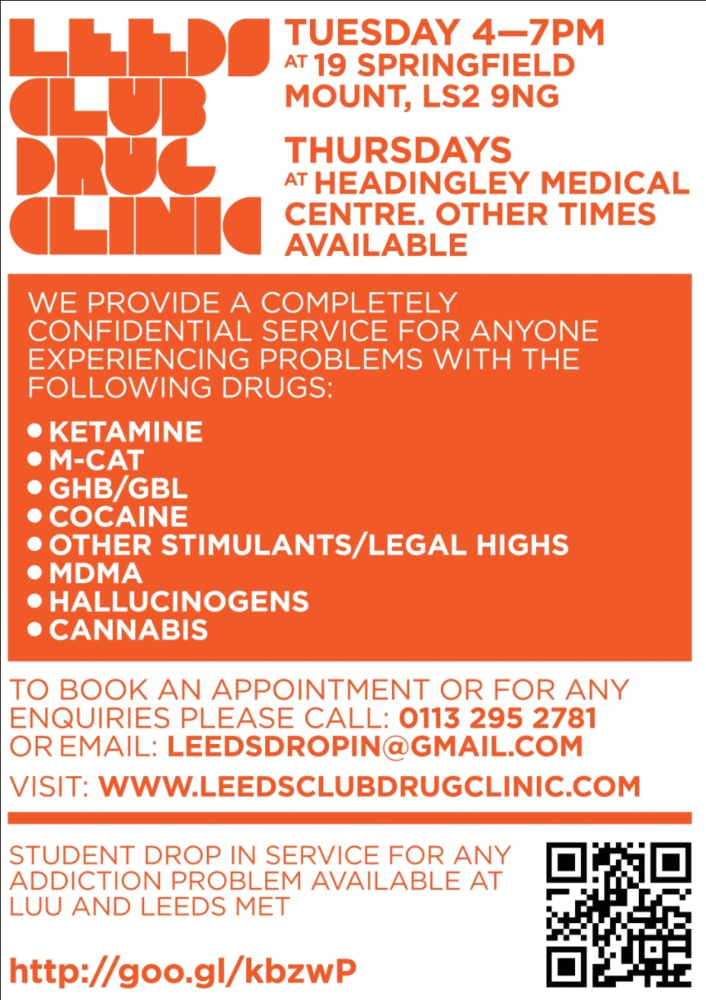 LEEDS
CLUB
DRUG
CLINIC
TUESDAY 4—7PM
AT 19 SPRINGFIELD
MOUNT, LS2 9NG
THURSDAYS
AT HEADINGLEY MEDICAL
CENTRE. OTHER TIMES
AVAILABLE
WE PROVIDE A COMPLETELY
CONFIDENTIAL SERVICE FOR ANYONE
EXPERIENCING PROBLEMS WITH THE
FOLLOWING DRUGS:
● KETAMINE
● M-CAT
● GHB/GBL
● COCAINE
● OTHER STIMULANTS/LEGAL HIGHS
● MDMA
● HALLUCINOGENS
● CANNABIS
TO BOOK AN APPOINTMENT OR FOR ANY
ENQUIRIES PLEASE CALL: 0113 295 2781
OR EMAIL: LEEDSDROPIN@GMAIL.COM
VISIT: WWW.LEEDSCLUBDRUGCLINIC.COM
STUDENT DROP IN SERVICE FOR ANY
ADDICTION PROBLEM AVAILABLE AT
LUU AND LEEDS MET
http://goo.gl/kbzwP